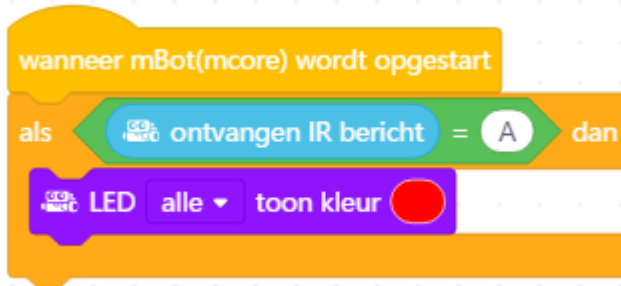 wanneer mBot(mcore) wordt opgestart
als ontvangen IR bericht = A dan
LED alle toon kleur